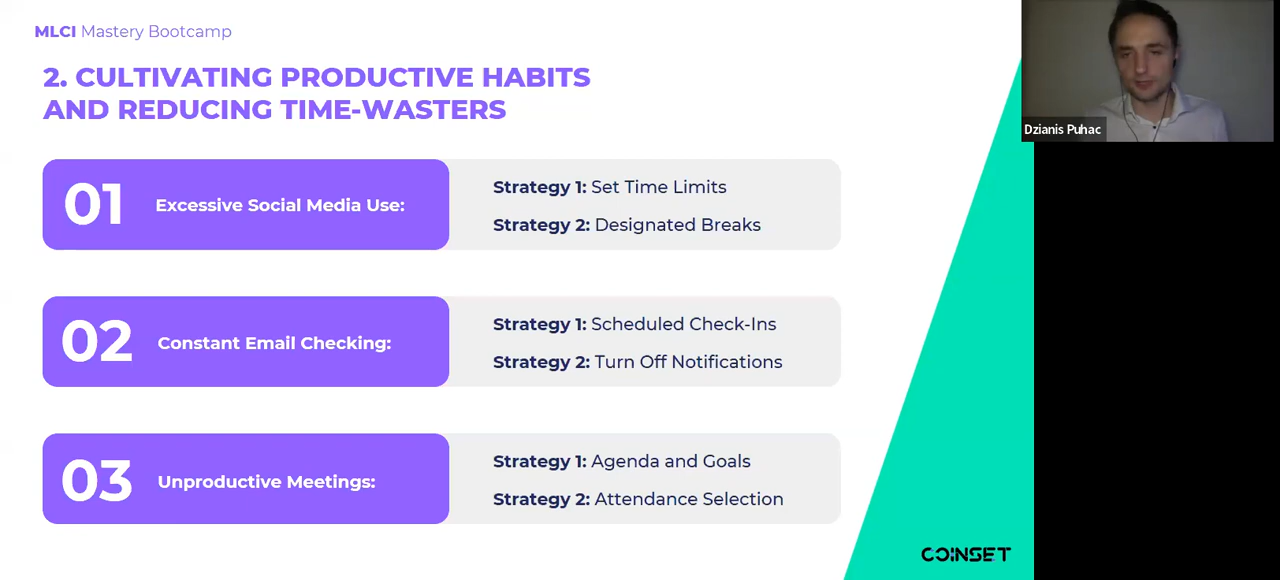 MLCI Mastery Bootcamp
2. CULTIVATING PRODUCTIVE HABITS
AND REDUCING TIME-WASTERS
01
Excessive Social Media Use:
Strategy 1: Set Time Limits
Strategy 2: Designated Breaks
02
Constant Email Checking:
Strategy 1: Scheduled Check-Ins
Strategy 2: Turn Off Notifications
03
Unproductive Meetings:
Strategy 1: Agenda and Goals
Strategy 2: Attendance Selection
COINSET
Dzianis Puhac